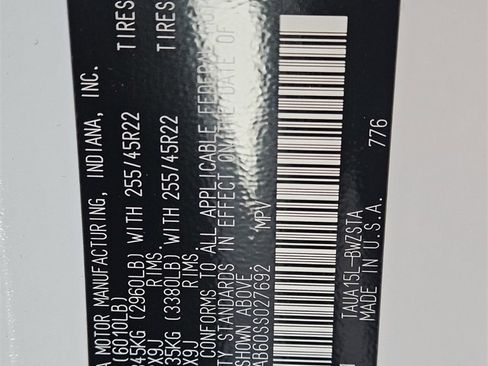 A MOTOR MANUFACTURING, INDIANA, INC.
(6010LB)
45KG (2960LB) WITH 255/45R22 TIRES
X9J RIMS.
35KG (3380LB) WITH 255/45R22 TIRES
X9J RIMS.
CONFORMS TO ALL APPLICABLE FEDERAL
TY STANDARDS IN EFFECT ON THE DATE OF
SHOWN ABOVE.
AB60SS027692 MPV
TAUA15L-BWZSTA 776
MADE IN U.S.A.